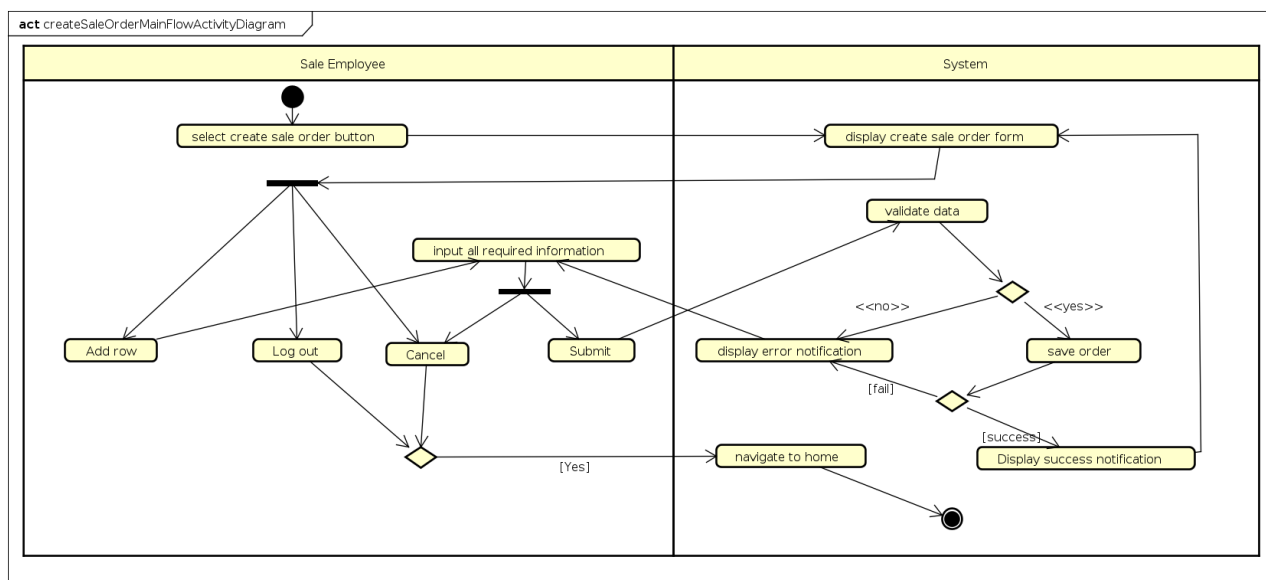 act createSaleOrderMainFlowActivityDiagram
Sale Employee
System
select create sale order button
display create sale order form
validate data
input all required information
<<no>>
<<yes>>
Add row
Log out
Cancel
Submit
display error notification
save order
[fail]
[success]
[Yes]
navigate to home
Display success notification